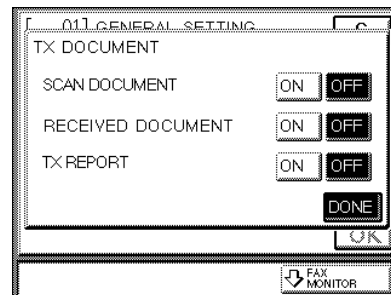 01] GENERAL SETTING
TX DOCUMENT
SCAN DOCUMENT ON OFF
RECEIVED DOCUMENT ON OFF
TX REPORT ON OFF
DONE
OK
FAX
MONITOR